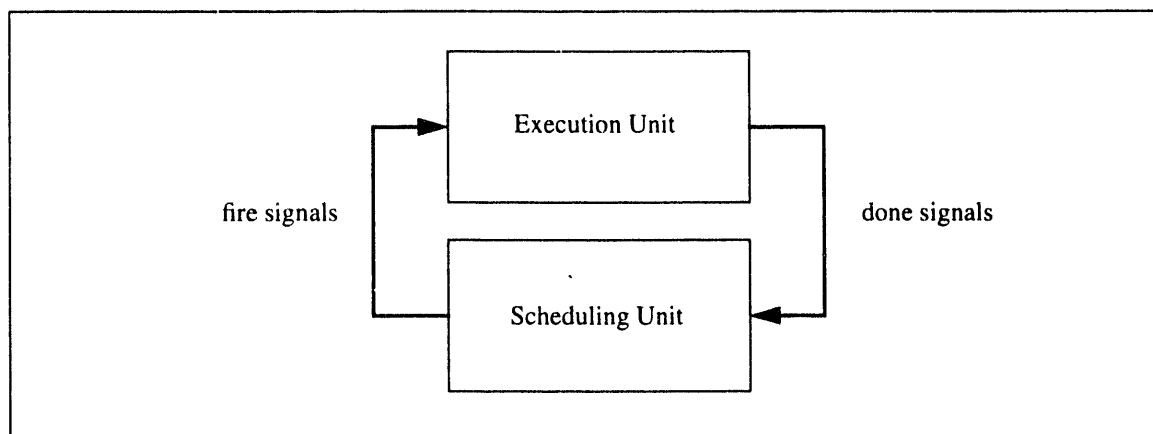 Execution Unit
fire signals
done signals
Scheduling Unit